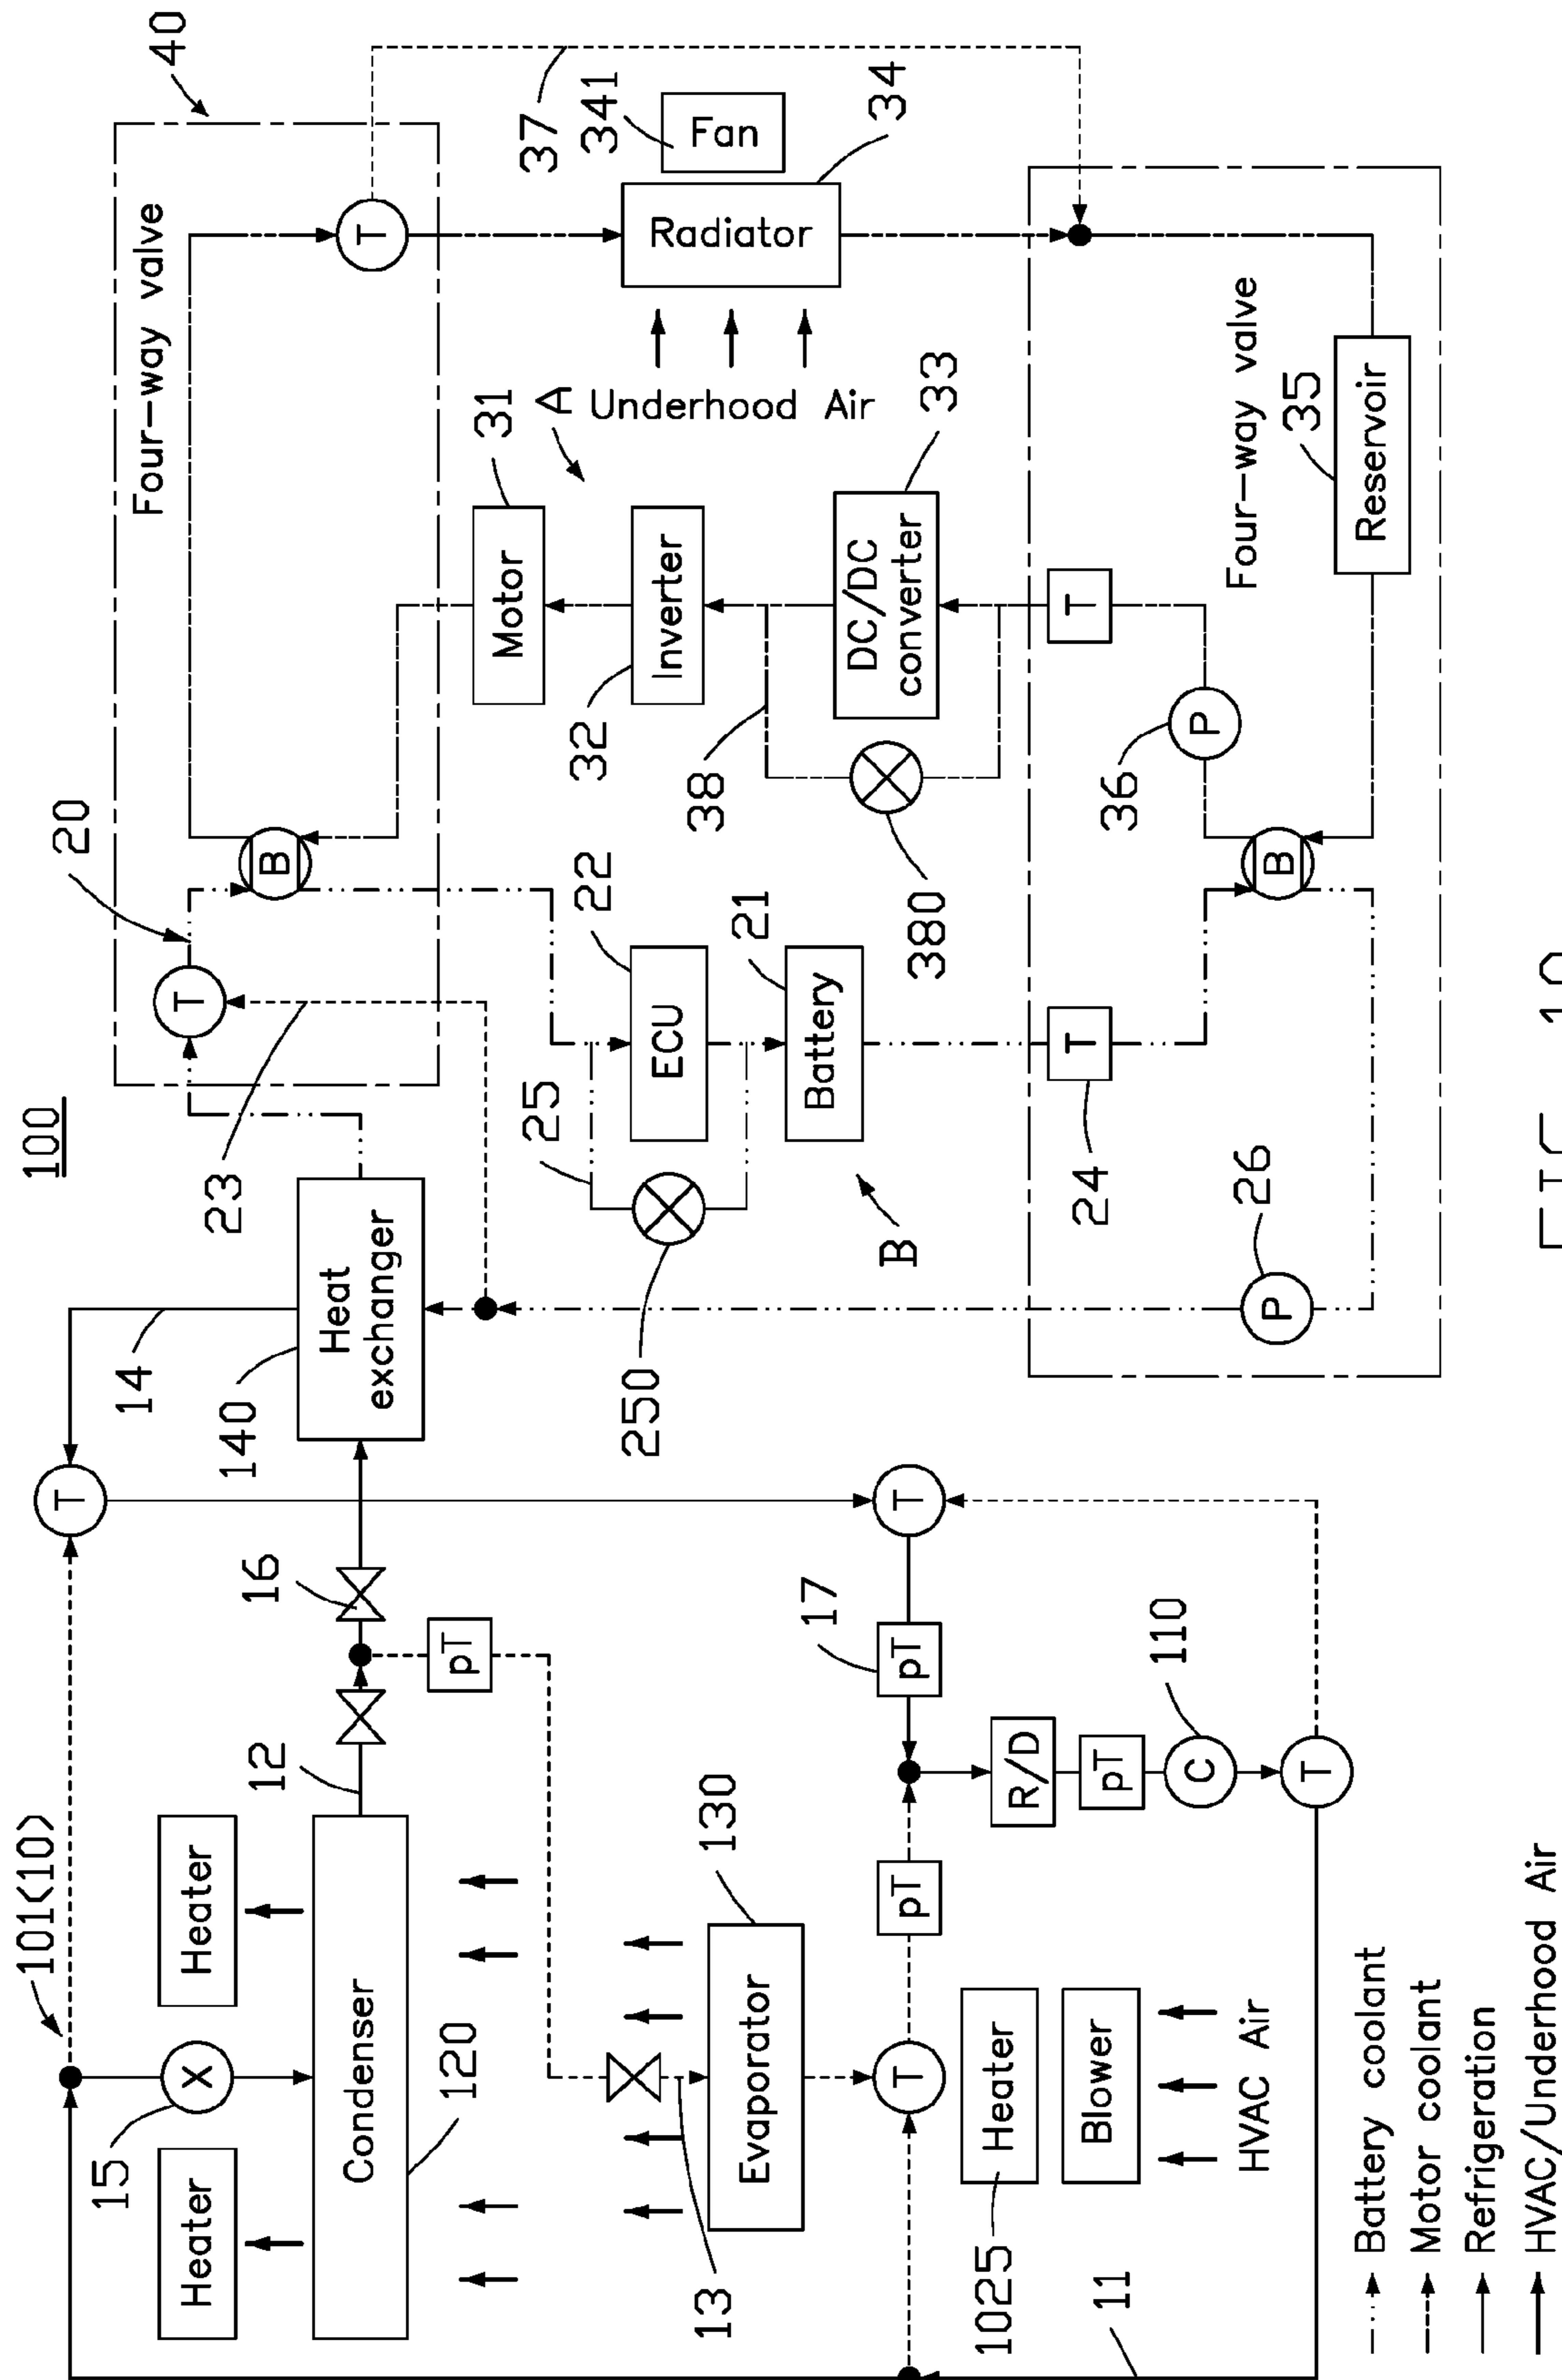 100
101(10)
20
40
Four-way valve
T
T
T
B
23
14
15
X
Heater
Heater
Condenser
120
12
16
140
Heat
exchanger
pT
13
Evaporator
130
T
pT
17
pT
T
R/D
pT
C
110
T
11
1025
Heater
Blower
HVAC Air
25
250
ECU
22
Battery
21
B
24
T
26
P
Motor
31
A
Inverter
32
38
380
DC/DC
converter
33
T
36
P
B
37
341
Fan
Radiator
34
Underhood Air
Four-way valve
Reservoir
35
Battery coolant
Motor coolant
Refrigeration
HVAC/Underhood Air